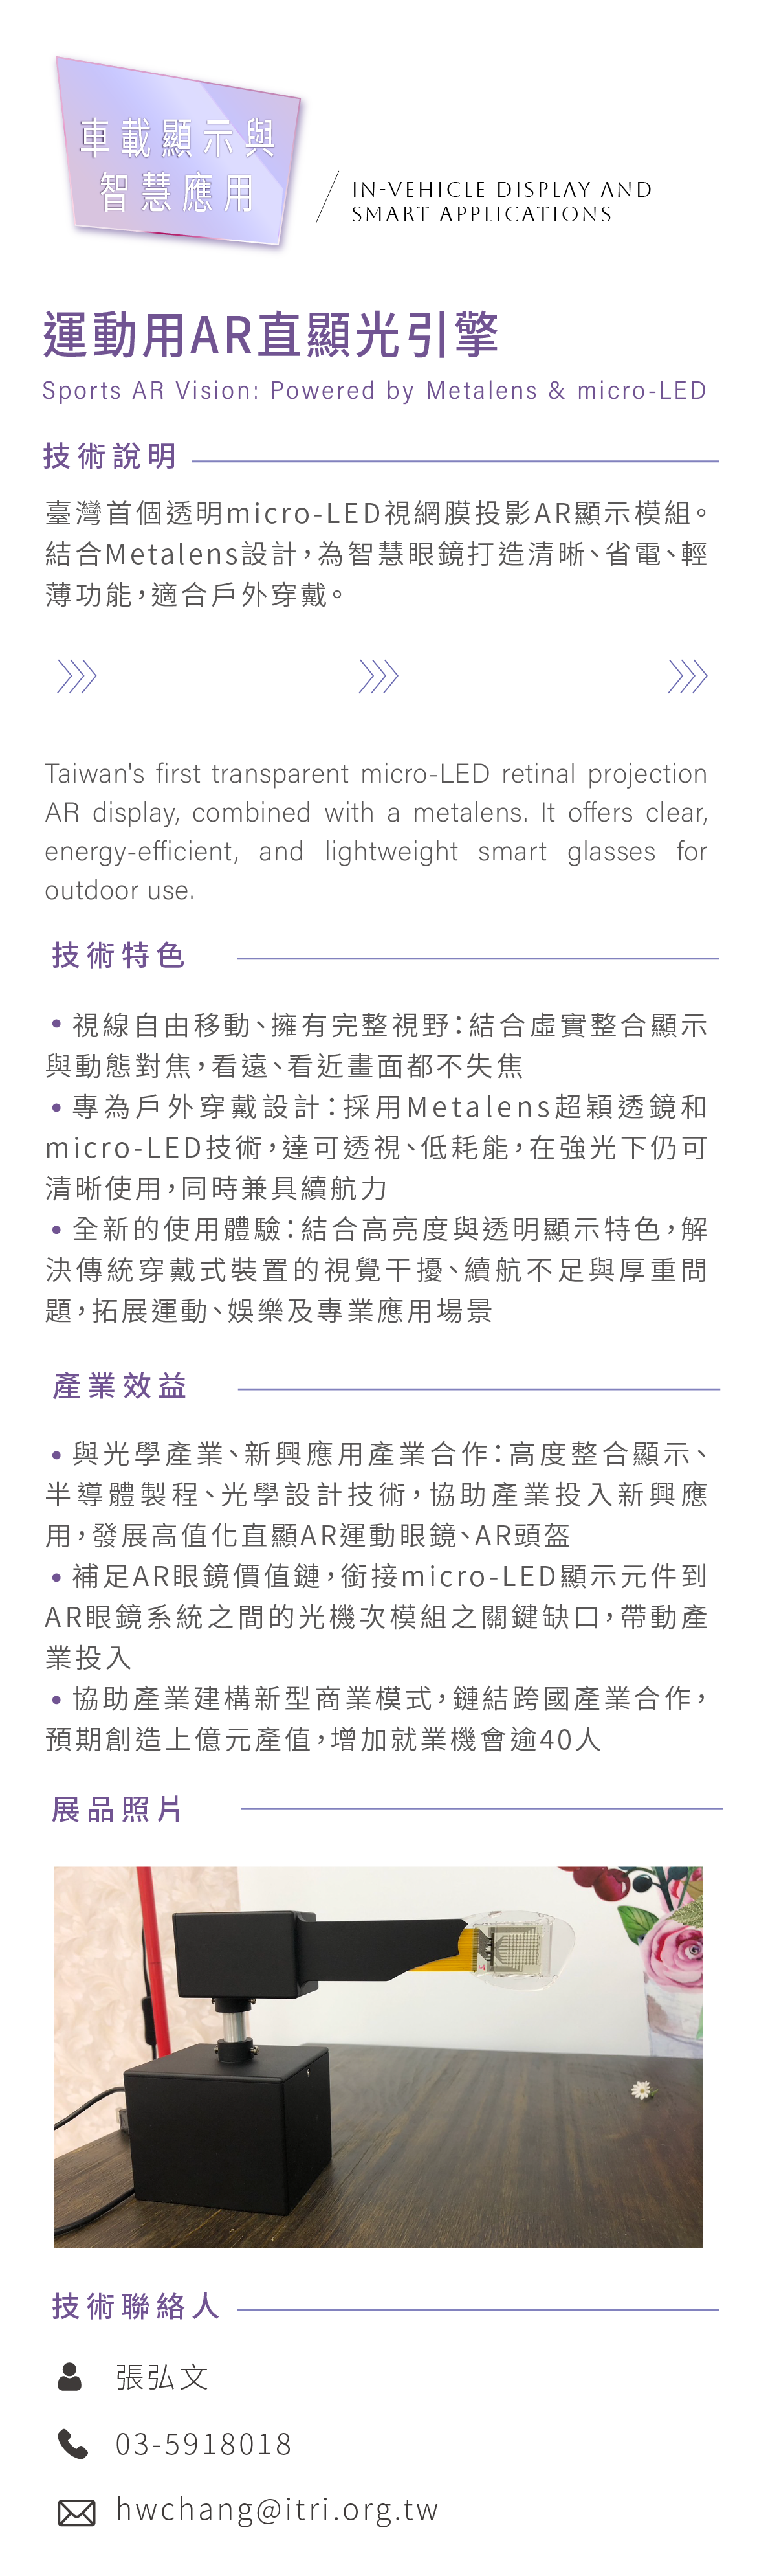 車載顯示與
智慧應用
IN-VEHICLE DISPLAY AND
SMART APPLICATIONS
運動用AR直顯光引擎
Sports AR Vision: Powered by Metalens & micro-LED
技術說明
臺灣首個透明micro-LED視網膜投影AR顯示模組。
結合Metalens設計，為智慧眼鏡打造清晰、省電、輕
薄功能，適合戶外穿戴。
Taiwan's first transparent micro-LED retinal projection
AR display, combined with a metalens. It offers clear,
energy-efficient, and lightweight smart glasses for
outdoor use.
技術特色
• 視線自由移動、擁有完整視野：結合虛實整合顯示
與動態對焦，看遠、看近畫面都不失焦
• 專為戶外穿戴設計：採用Metalens超穎透鏡和
micro-LED技術，達可透視、低耗能，在強光下仍可
清晰使用，同時兼具續航力
• 全新的使用體驗：結合高亮度與透明顯示特色，解
決傳統穿戴式裝置的視覺干擾、續航不足與厚重問
題，拓展運動、娛樂及專業應用場景
產業效益
• 與光學產業、新興應用產業合作：高度整合顯示、
半導體製程、光學設計技術，協助產業投入新興應
用，發展高值化直顯AR運動眼鏡、AR頭盔
• 補足AR眼鏡價值鏈，銜接micro-LED顯示元件到
AR眼鏡系統之間的光機次模組之關鍵缺口，帶動產
業投入
• 協助產業建構新型商業模式，鏈結跨國產業合作，
預期創造上億元產值，增加就業機會逾40人
展品照片
技術聯絡人
張弘文
03-5918018
hwchang@itri.org.tw